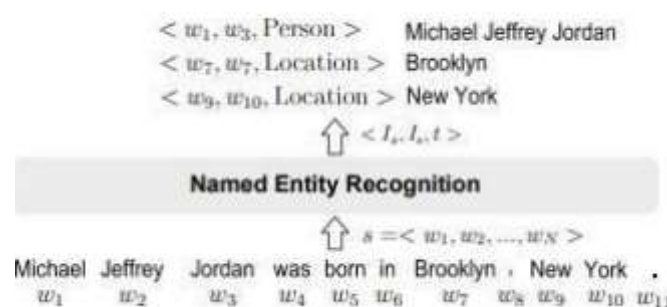 < w₁, w₃, Person > Michael Jeffrey Jordan
< w₇, w₇, Location > Brooklyn
< w₉, w₁₀, Location > New York
< Iₛ, Iₑ, t >
Named Entity Recognition
s =< w₁, w₂, ..., w_N >
Michael Jeffrey Jordan was born in Brooklyn , New York .
w₁ w₂ w₃ w₄ w₅ w₆ w₇ w₈ w₉ w₁₀